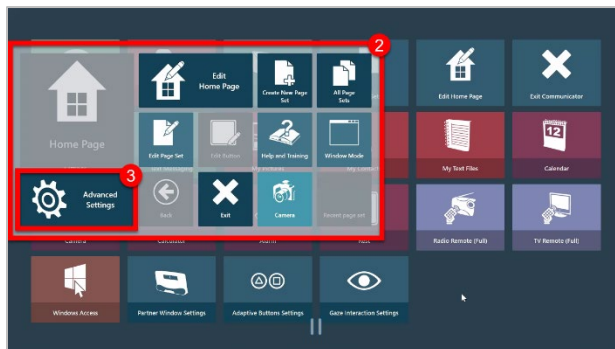 2
Edit
Home Page
Create New Page
Set
All Page
Sets
Edit Home Page
Exit Communicator
Home Page
Edit Page Set
Edit Button
Help and Training
Window Mode
My Text Files
12
Calendar
3
Advanced
Settings
Back
Exit
Camera
Recent page set
Camera
Calculator
Alarm
Radio Remote (Full)
TV Remote (Full)
Windows Access
Partner Window Settings
Adaptive Buttons Settings
Gaze Interaction Settings